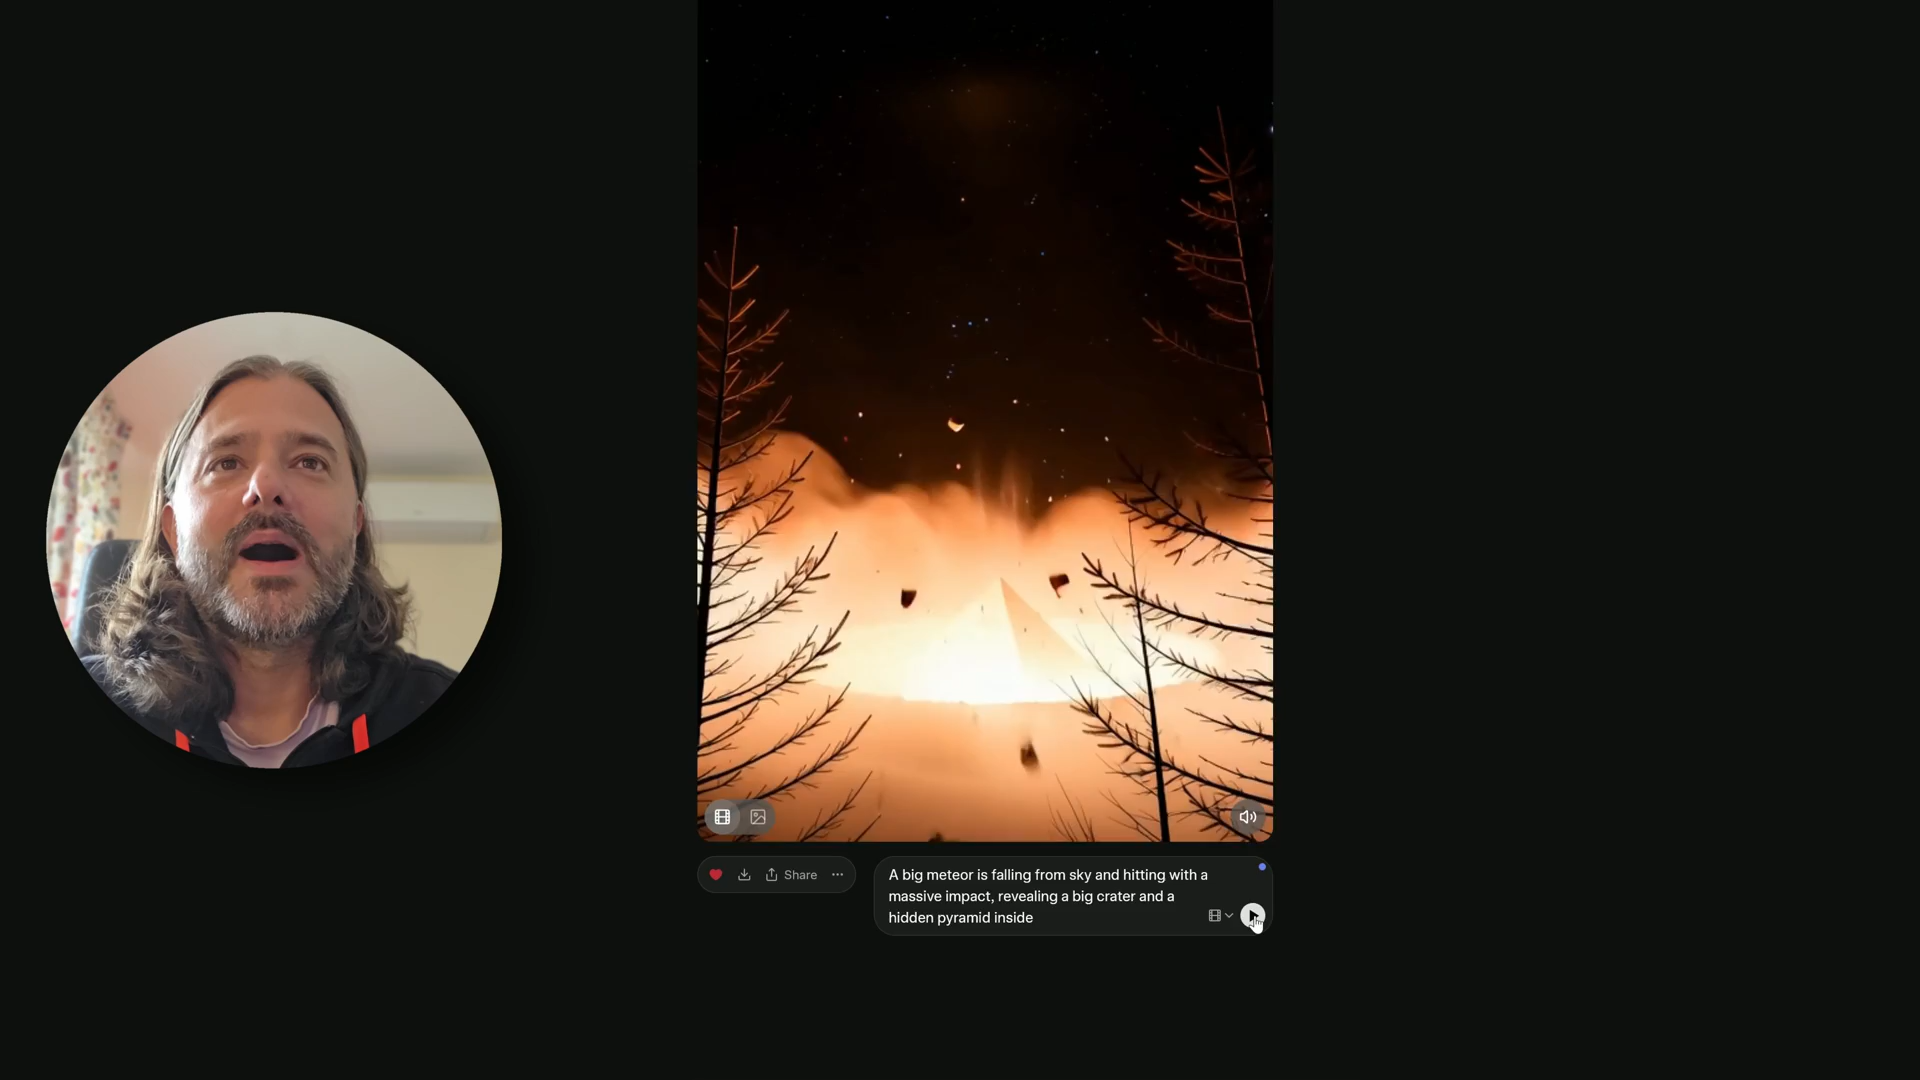 Share
A big meteor is falling from sky and hitting with a
massive impact, revealing a big crater and a
hidden pyramid inside